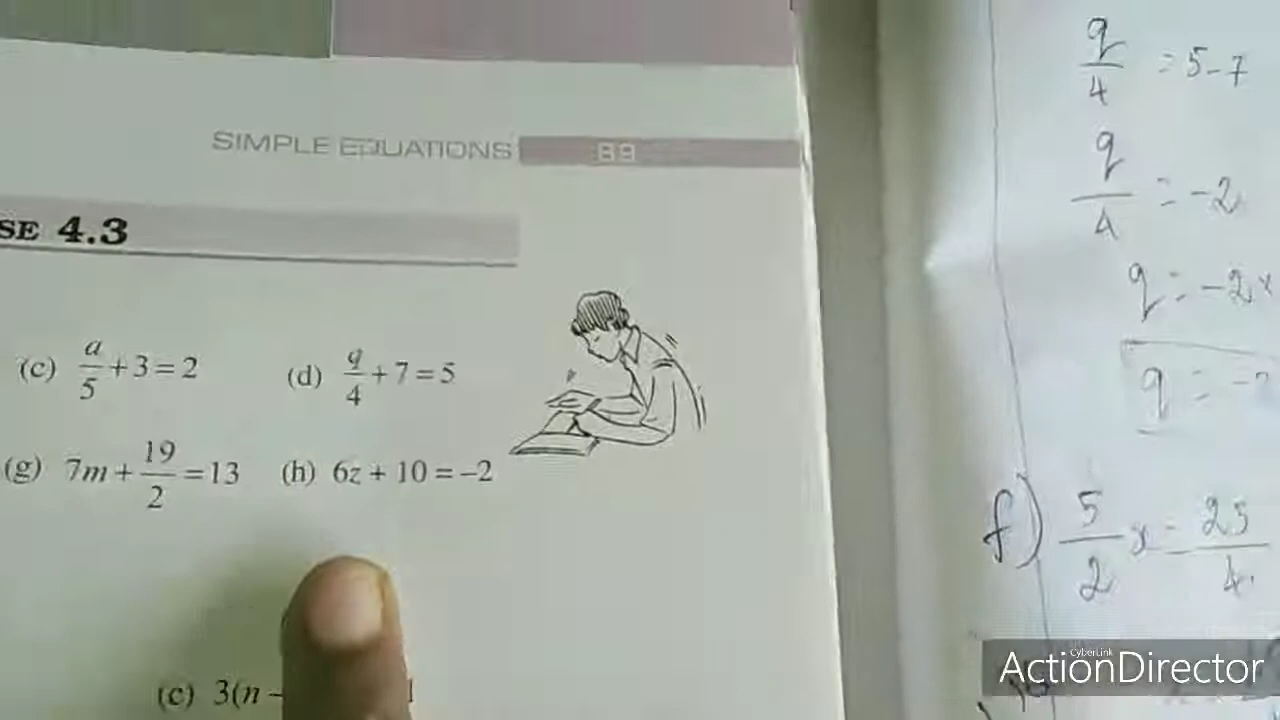 SIMPLE EQUATIONS 89
SE 4.3
(c) a/5 + 3 = 2 (d) q/4 + 7 = 5
(g) 7m + 19/2 = 13 (h) 6z + 10 = –2
(c) 3(n –
q/4 = 5 - 7
q/4 = -2
q = -2×
q = -
f) 5/2 x = 25/4
CyberLink
ActionDirector